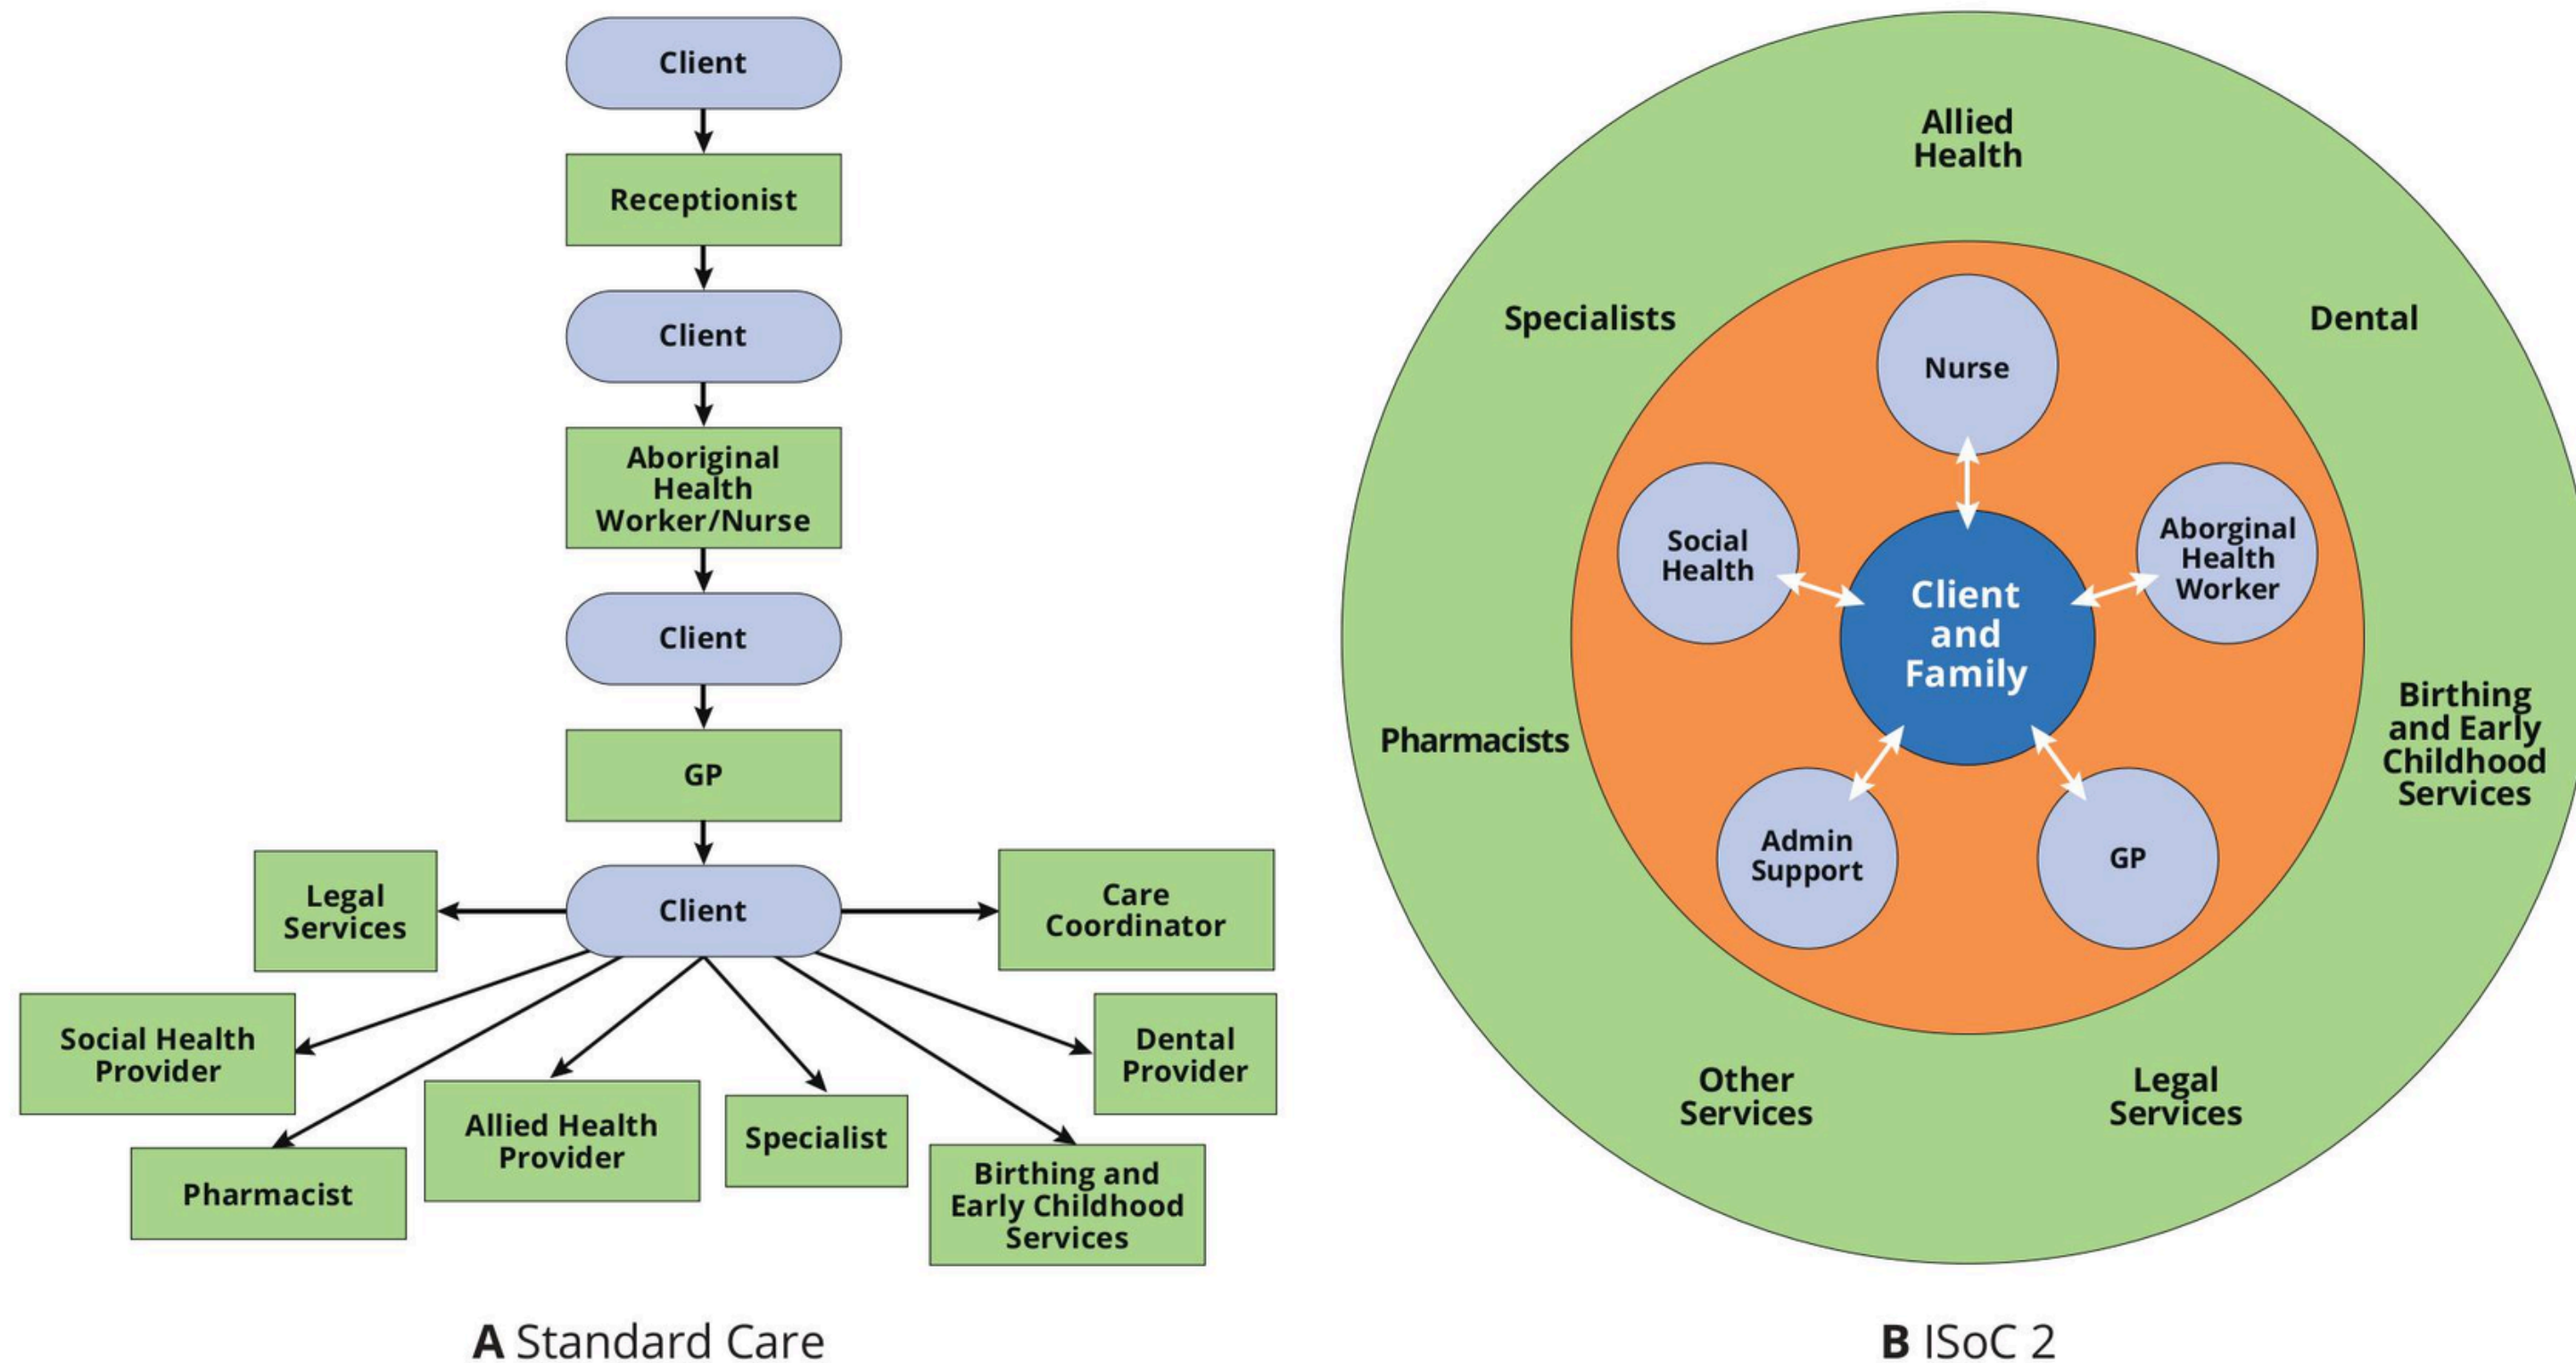 Client
Receptionist
Client
Aboriginal
Health
Worker/Nurse
Client
GP
Client
Legal
Services
Care
Coordinator
Social Health
Provider
Dental
Provider
Pharmacist
Allied Health
Provider
Specialist
Birthing and
Early Childhood
Services
A Standard Care
Allied
Health
Specialists
Dental
Nurse
Social
Health
Aborginal
Health
Worker
Client
and
Family
Pharmacists
Birthing
and Early
Childhood
Services
Admin
Support
GP
Other
Services
Legal
Services
B ISoC 2